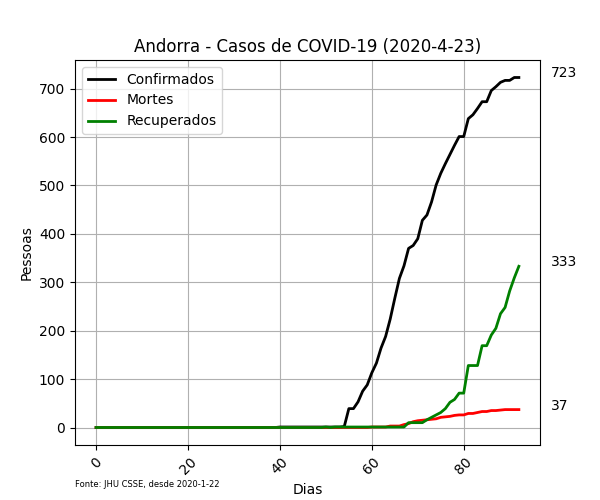 Andorra - Casos de COVID-19 (2020-4-23)
Confirmados
Mortes
Recuperados
723
333
37
Pessoas
700
600
500
400
300
200
100
0
0
20
40
60
80
Dias
Fonte: JHU CSSE, desde 2020-1-22